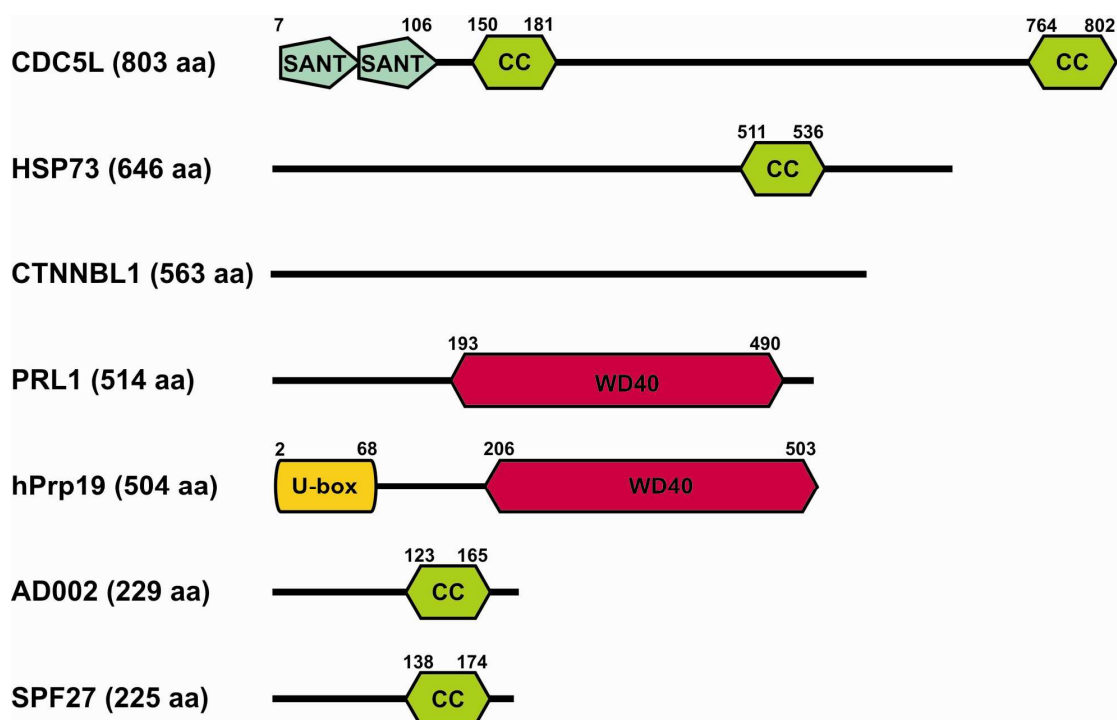 7 106 150 181 764 802
CDC5L (803 aa) SANT SANT CC CC
511 536
HSP73 (646 aa) CC
CTNNBL1 (563 aa)
193 490
PRL1 (514 aa) WD40
2 68 206 503
hPrp19 (504 aa) U-box WD40
123 165
AD002 (229 aa) CC
138 174
SPF27 (225 aa) CC